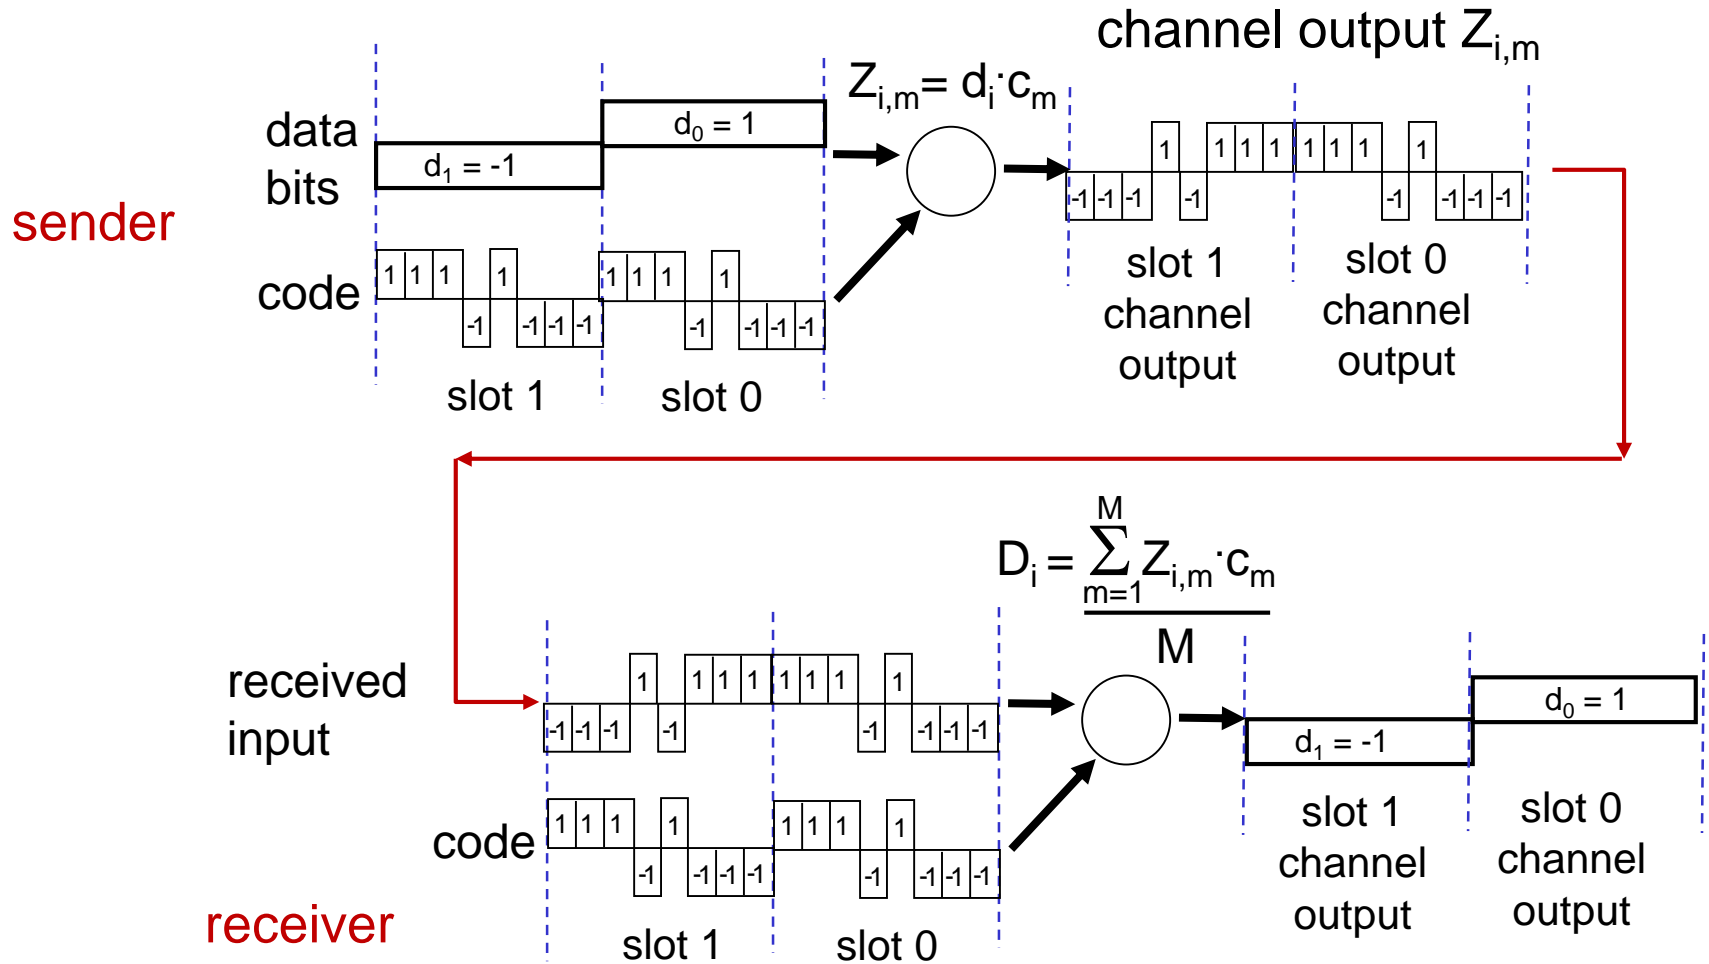 channel output Z_i,m
Z_i,m= d_i·c_m
data
bits
d_0 = 1
d_1 = -1
sender
code
1 1 1 -1 1 -1 -1 -1 1 1 1 -1 1 -1 -1 -1
slot 1
slot 0
-1 -1 -1 1 -1 1 1 1 1 1 1 -1 1 -1 -1 -1
slot 1
channel
output
slot 0
channel
output
D_i = Σ Z_i,m·c_m
M
m=1
M
received
input
-1 -1 -1 1 -1 1 1 1 1 1 1 -1 1 -1 -1 -1
code
1 1 1 -1 1 -1 -1 -1 1 1 1 -1 1 -1 -1 -1
receiver
slot 1
slot 0
d_0 = 1
d_1 = -1
slot 1
channel
output
slot 0
channel
output